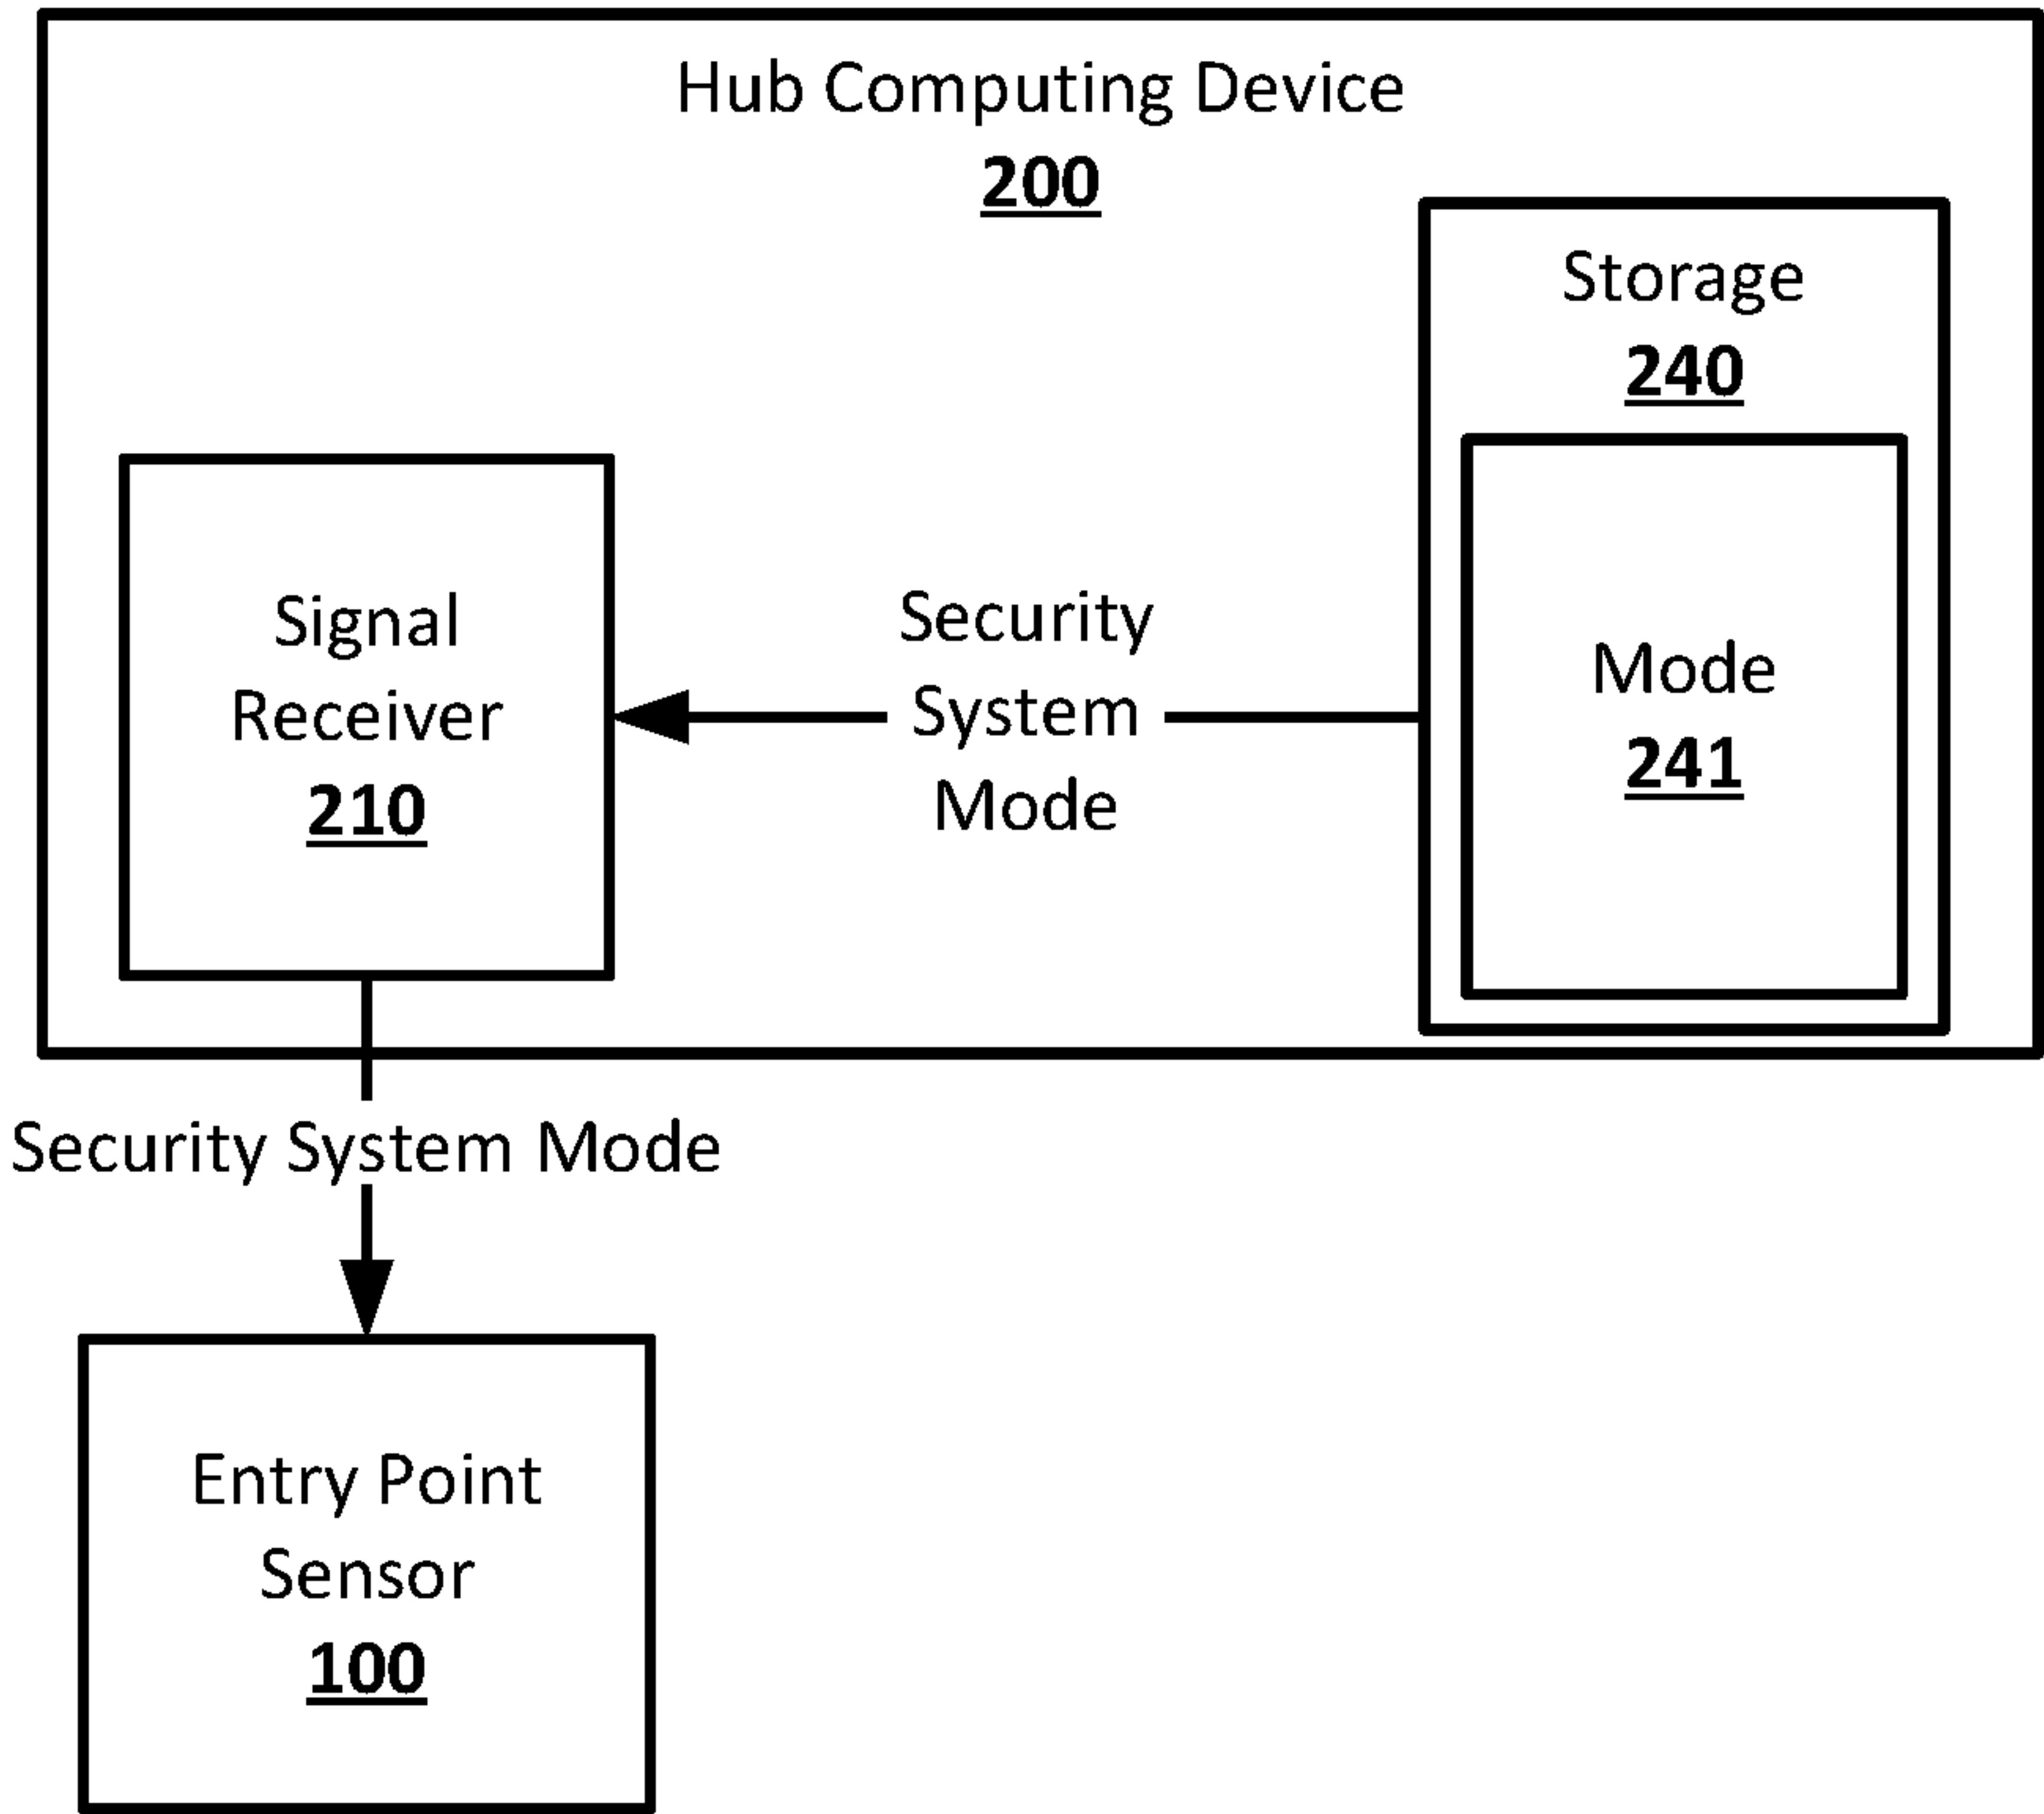 Hub Computing Device
200
Storage
240
Signal
Receiver
210
Security
System
Mode
Mode
241
Security System Mode
Entry Point
Sensor
100